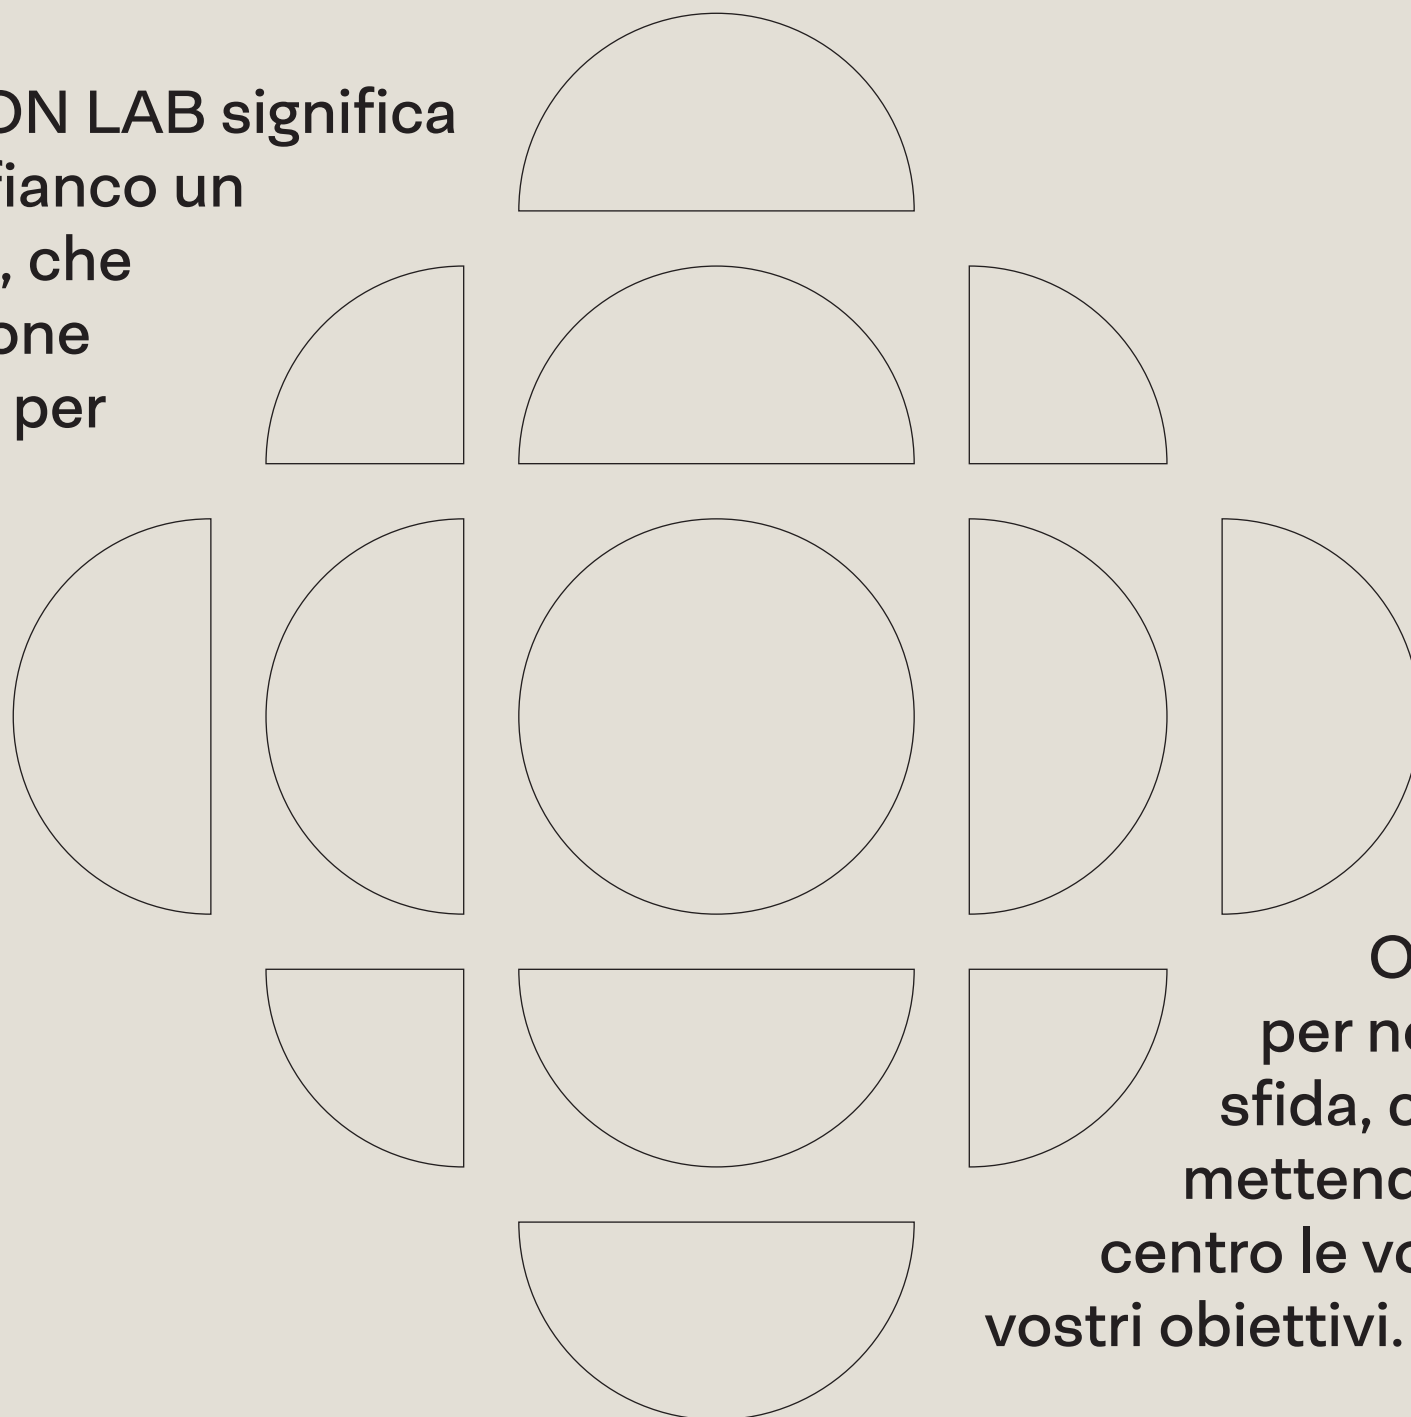 ON LAB significa
fianco un
, che
one
per
O
per no
sfida, c
mettend
centro le vo
vostri obiettivi.